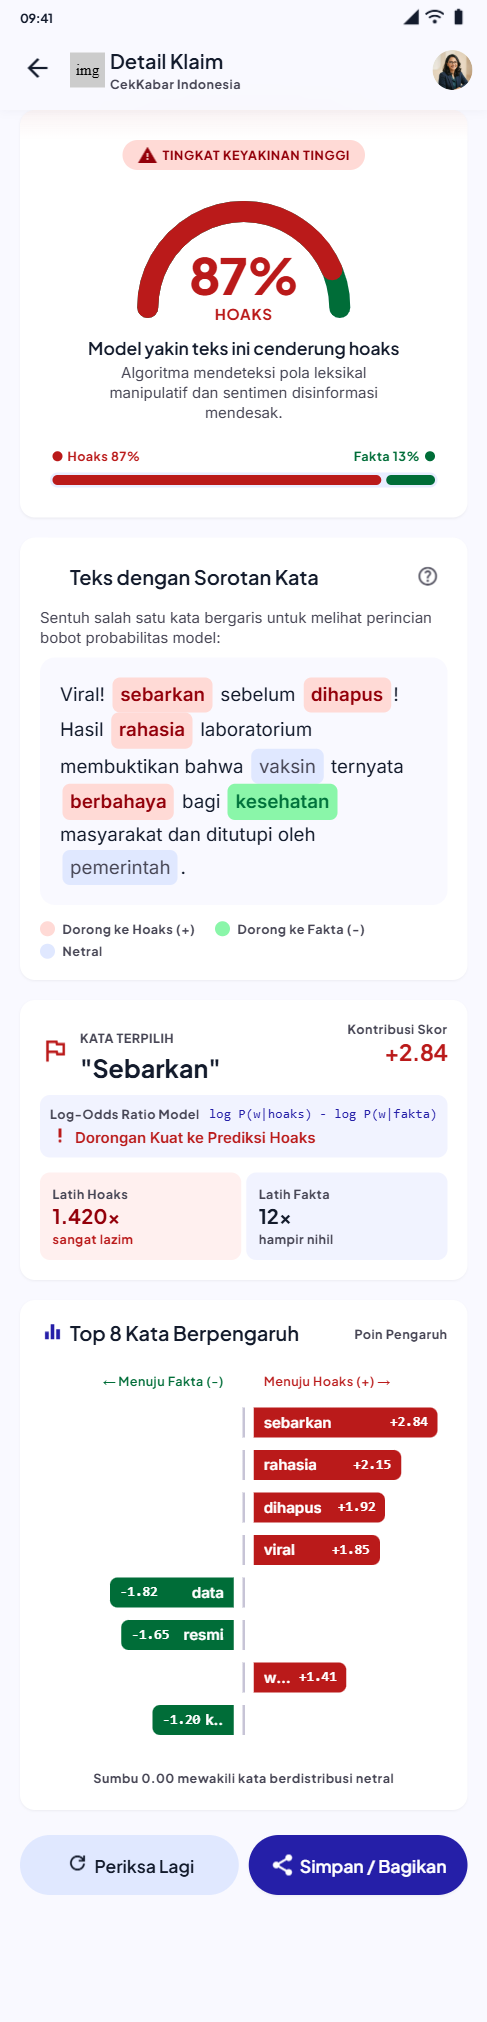 09:41
img
Detail Klaim
CekKabar Indonesia
TINGKAT KEYAKINAN TINGGI
87%
HOAKS
Model yakin teks ini cenderung hoaks
Algoritma mendeteksi pola leksikal
manipulatif dan sentimen disinformasi
mendesak.
Hoaks 87%
Fakta 13%
Teks dengan Sorotan Kata
Sentuh salah satu kata bergaris untuk melihat perincian
bobot probabilitas model:
Viral! sebarkan sebelum dihapus !
Hasil rahasia laboratorium
membuktikan bahwa vaksin ternyata
berbahaya bagi kesehatan
masyarakat dan ditutupi oleh
pemerintah .
Dorong ke Hoaks (+)
Dorong ke Fakta (-)
Netral
KATA TERPILIH
"Sebarkan"
Kontribusi Skor
+2.84
Log-Odds Ratio Model log P(w|hoaks) - log P(w|fakta)
! Dorongan Kuat ke Prediksi Hoaks
Latih Hoaks
1.420×
sangat lazim
Latih Fakta
12×
hampir nihil
Top 8 Kata Berpengaruh
Poin Pengaruh
← Menuju Fakta (-)
Menuju Hoaks (+) →
sebarkan +2.84
rahasia +2.15
dihapus +1.92
viral +1.85
-1.82 data
-1.65 resmi
w... +1.41
-1.20 k..
Sumbu 0.00 mewakili kata berdistribusi netral
Periksa Lagi
Simpan / Bagikan